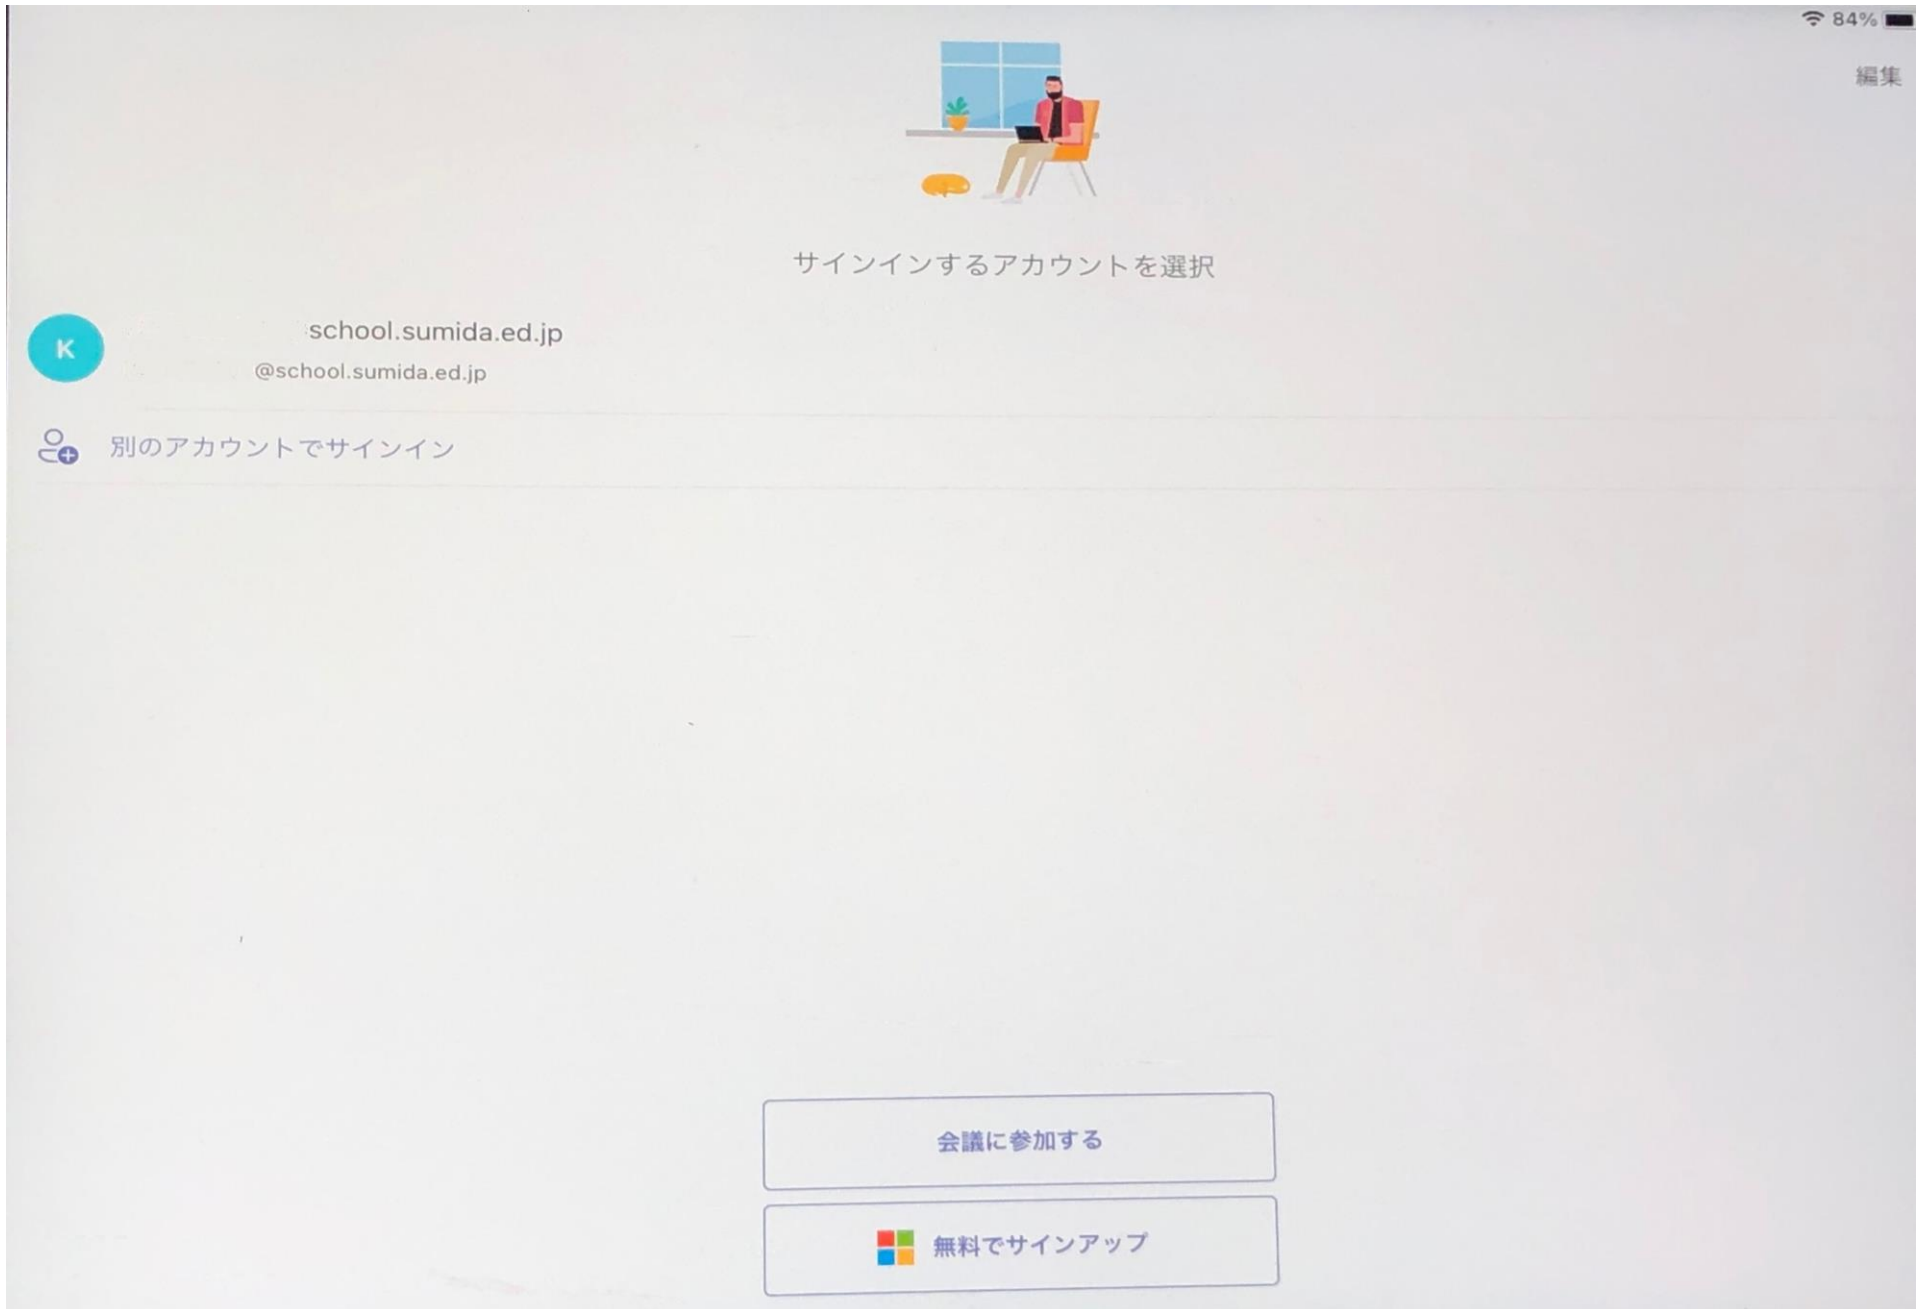 84%
編集
サインインするアカウントを選択
K
school.sumida.ed.jp
@school.sumida.ed.jp
別のアカウントでサインイン
会議に参加する
無料でサインアップ